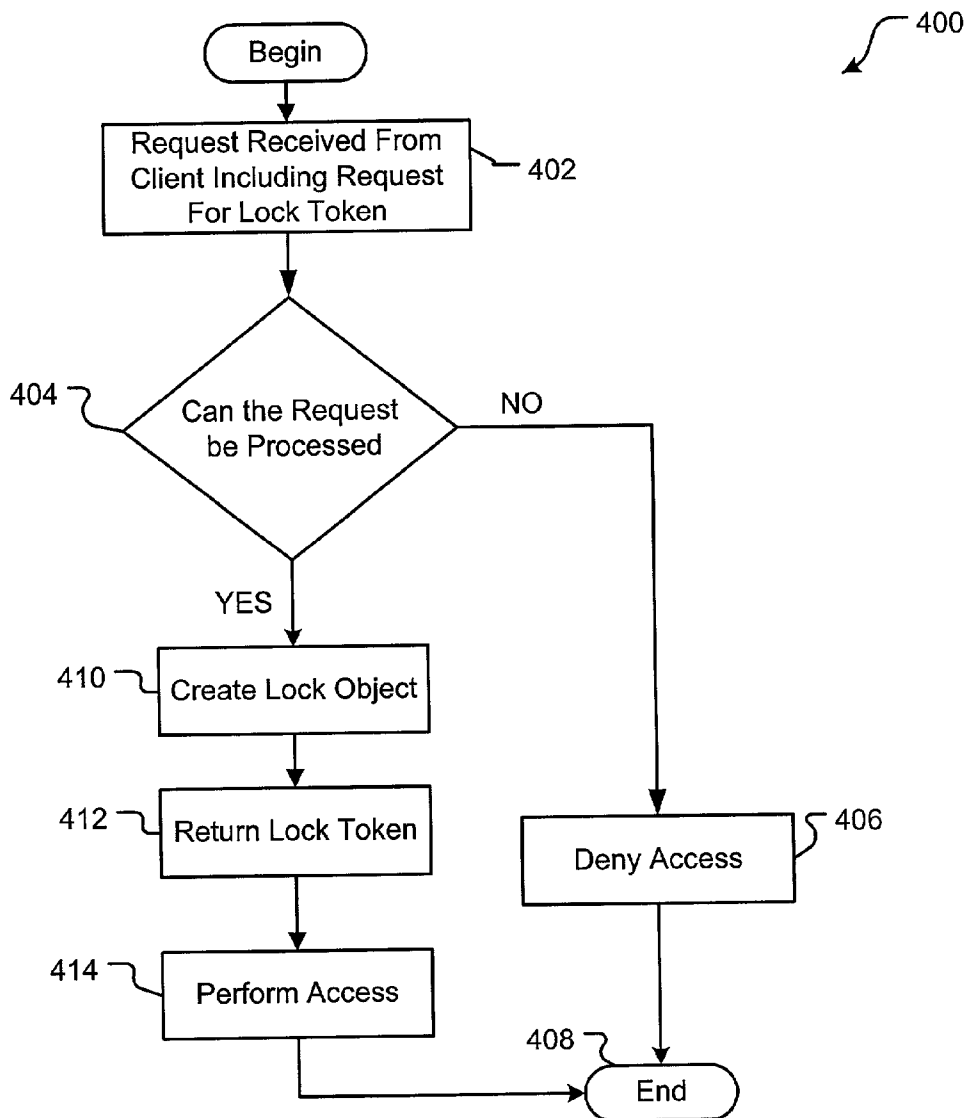 400
Begin
Request Received From
Client Including Request
For Lock Token
402
404
Can the Request
be Processed
NO
YES
410
Create Lock Object
412
Return Lock Token
406
Deny Access
414
Perform Access
408
End